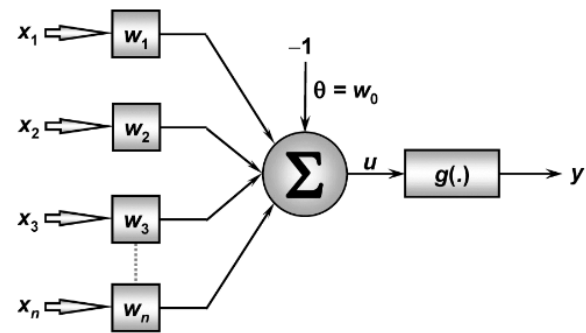 x1 w1
-1
θ = w0
x2 w2
Σ u g(.) y
x3 w3
xn wn